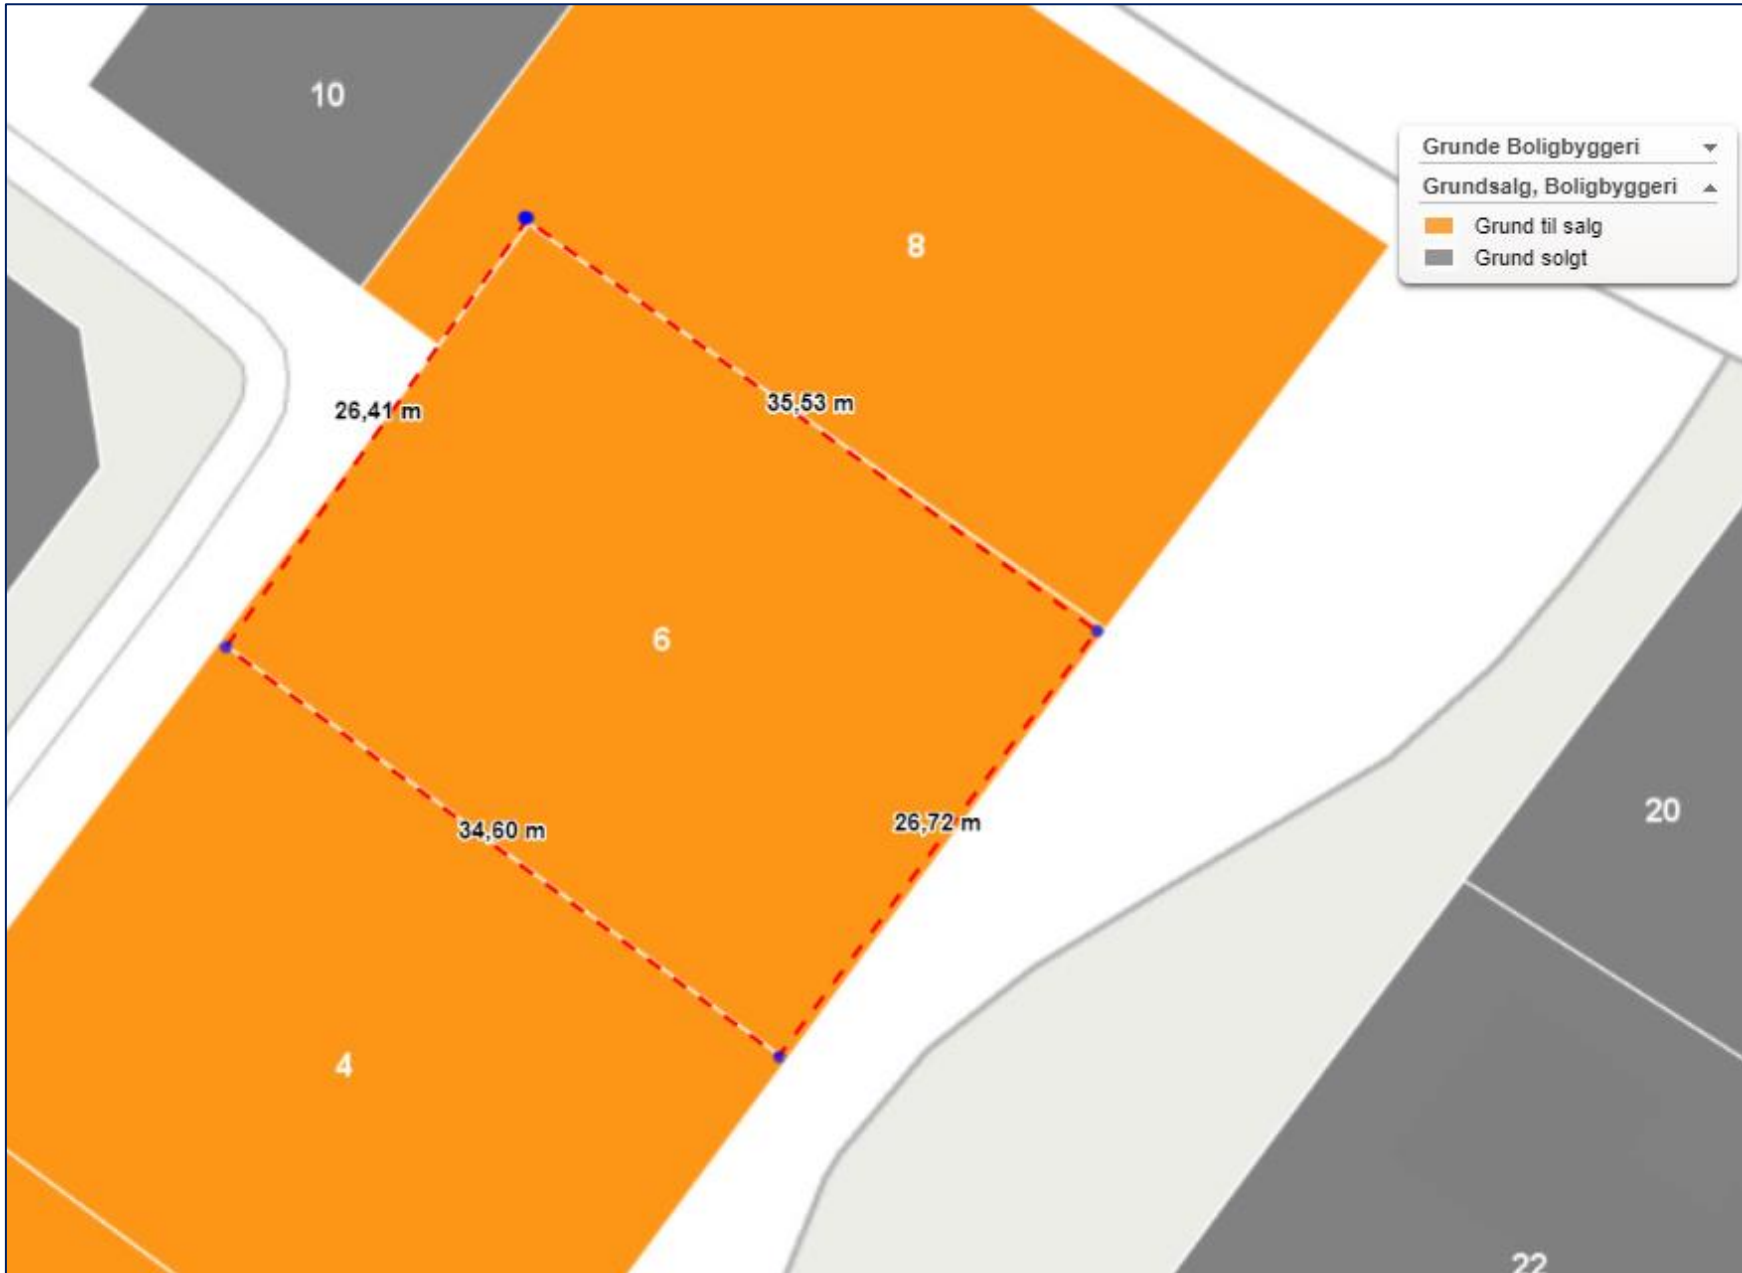 10
Grunde Boligbyggeri
Grundsalg, Boligbyggeri
Grund til salg
Grund solgt
8
26,41 m
35,53 m
6
34,60 m
26,72 m
20
4
22